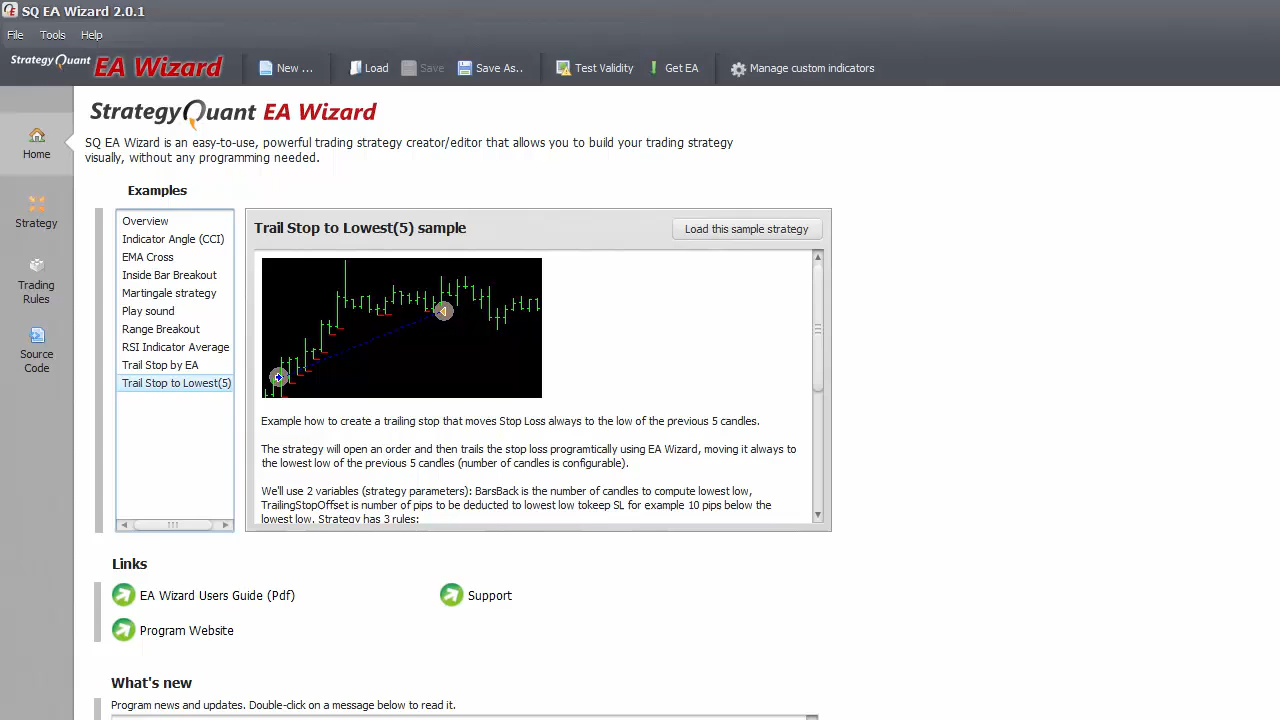 SQ EA Wizard 2.0.1
File Tools Help
StrategyQuant EA Wizard New ... Load Save Save As.. Test Validity Get EA Manage custom indicators
StrategyQuant EA Wizard
SQ EA Wizard is an easy-to-use, powerful trading strategy creator/editor that allows you to build your trading strategy
visually, without any programming needed.
Home
Strategy
Trading
Rules
Source
Code
Examples
Overview
Indicator Angle (CCI)
EMA Cross
Inside Bar Breakout
Martingale strategy
Play sound
Range Breakout
RSI Indicator Average
Trail Stop by EA
Trail Stop to Lowest(5)
Trail Stop to Lowest(5) sample
Load this sample strategy
Example how to create a trailing stop that moves Stop Loss always to the low of the previous 5 candles.
The strategy will open an order and then trails the stop loss programtically using EA Wizard, moving it always to
the lowest low of the previous 5 candles (number of candles is configurable).
We'll use 2 variables (strategy parameters): BarsBack is the number of candles to compute lowest low,
TrailingStopOffset is number of pips to be deducted to lowest low tokeep SL for example 10 pips below the
lowest low. Strategy has 3 rules:
Links
EA Wizard Users Guide (Pdf)
Support
Program Website
What's new
Program news and updates. Double-click on a message below to read it.